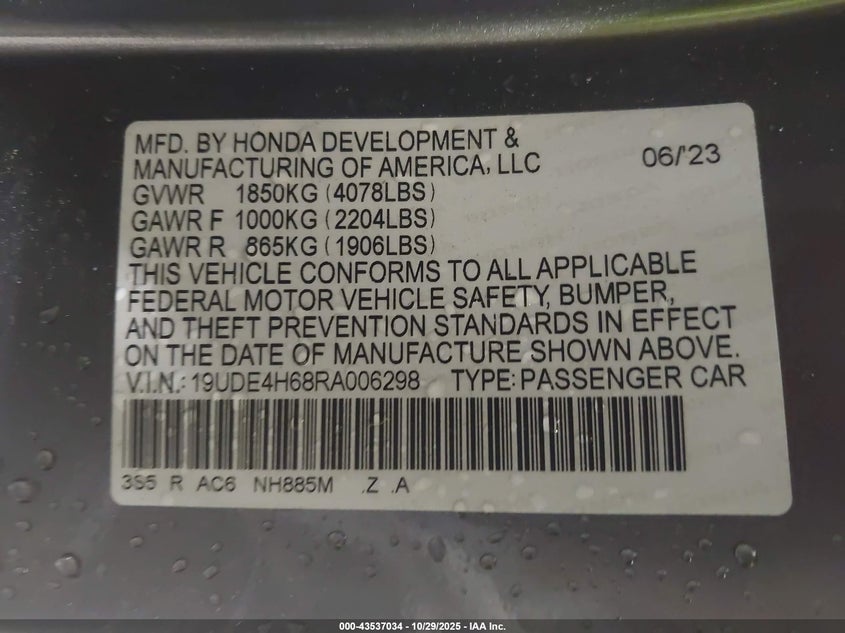 MFD. BY HONDA DEVELOPMENT &
MANUFACTURING OF AMERICA, LLC 06/'23
GVWR 1850KG (4078LBS)
GAWR F 1000KG (2204LBS)
GAWR R 865KG (1906LBS)
THIS VEHICLE CONFORMS TO ALL APPLICABLE
FEDERAL MOTOR VEHICLE SAFETY, BUMPER,
AND THEFT PREVENTION STANDARDS IN EFFECT
ON THE DATE OF MANUFACTURE SHOWN ABOVE.
V.I.N.: 19UDE4H68RA006298 TYPE: PASSENGER CAR
3S5 R AC6 NH885M .Z .A
000-43537034 - 10/29/2025 - IAA Inc.